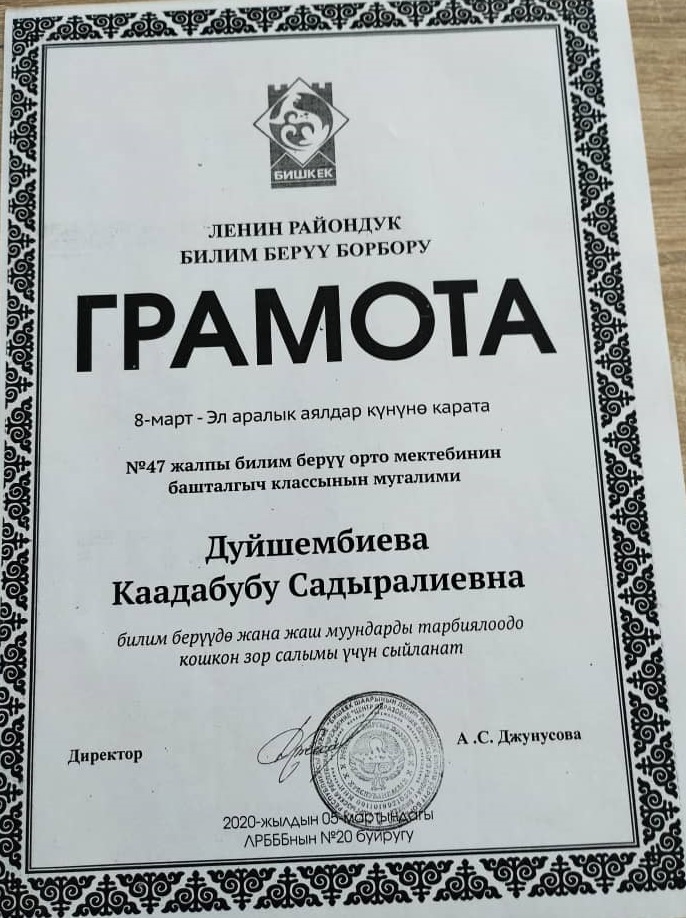 БИШКЕК
ЛЕНИН РАЙОНДУК
БИЛИМ БЕРҮҮ БОРБОРУ
ГРАМОТА
8-март - Эл аралык аялдар күнүнө карата
№47 жалпы билим берүү орто мектебинин
башталгыч классынын мугалими
Дуйшембиева
Каадабубу Садыралиевна
билим берүүдө жана жаш муундарды тарбиялоодо
кошкон зор салымы үчүн сыйланат
Директор
А .С. Джунусова
2020-жылдын 05-мартындагы
ЛРБББнын №20 буйругу